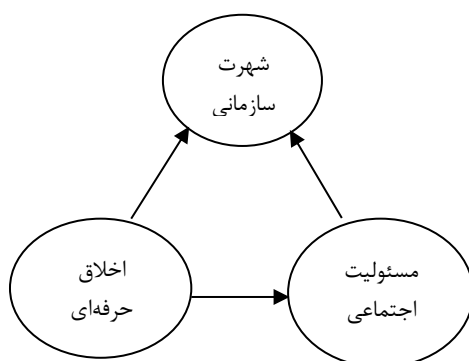 شهرت
سازمانی
مسئولیت
اجتماعی
اخلاق
حرفه‌ای